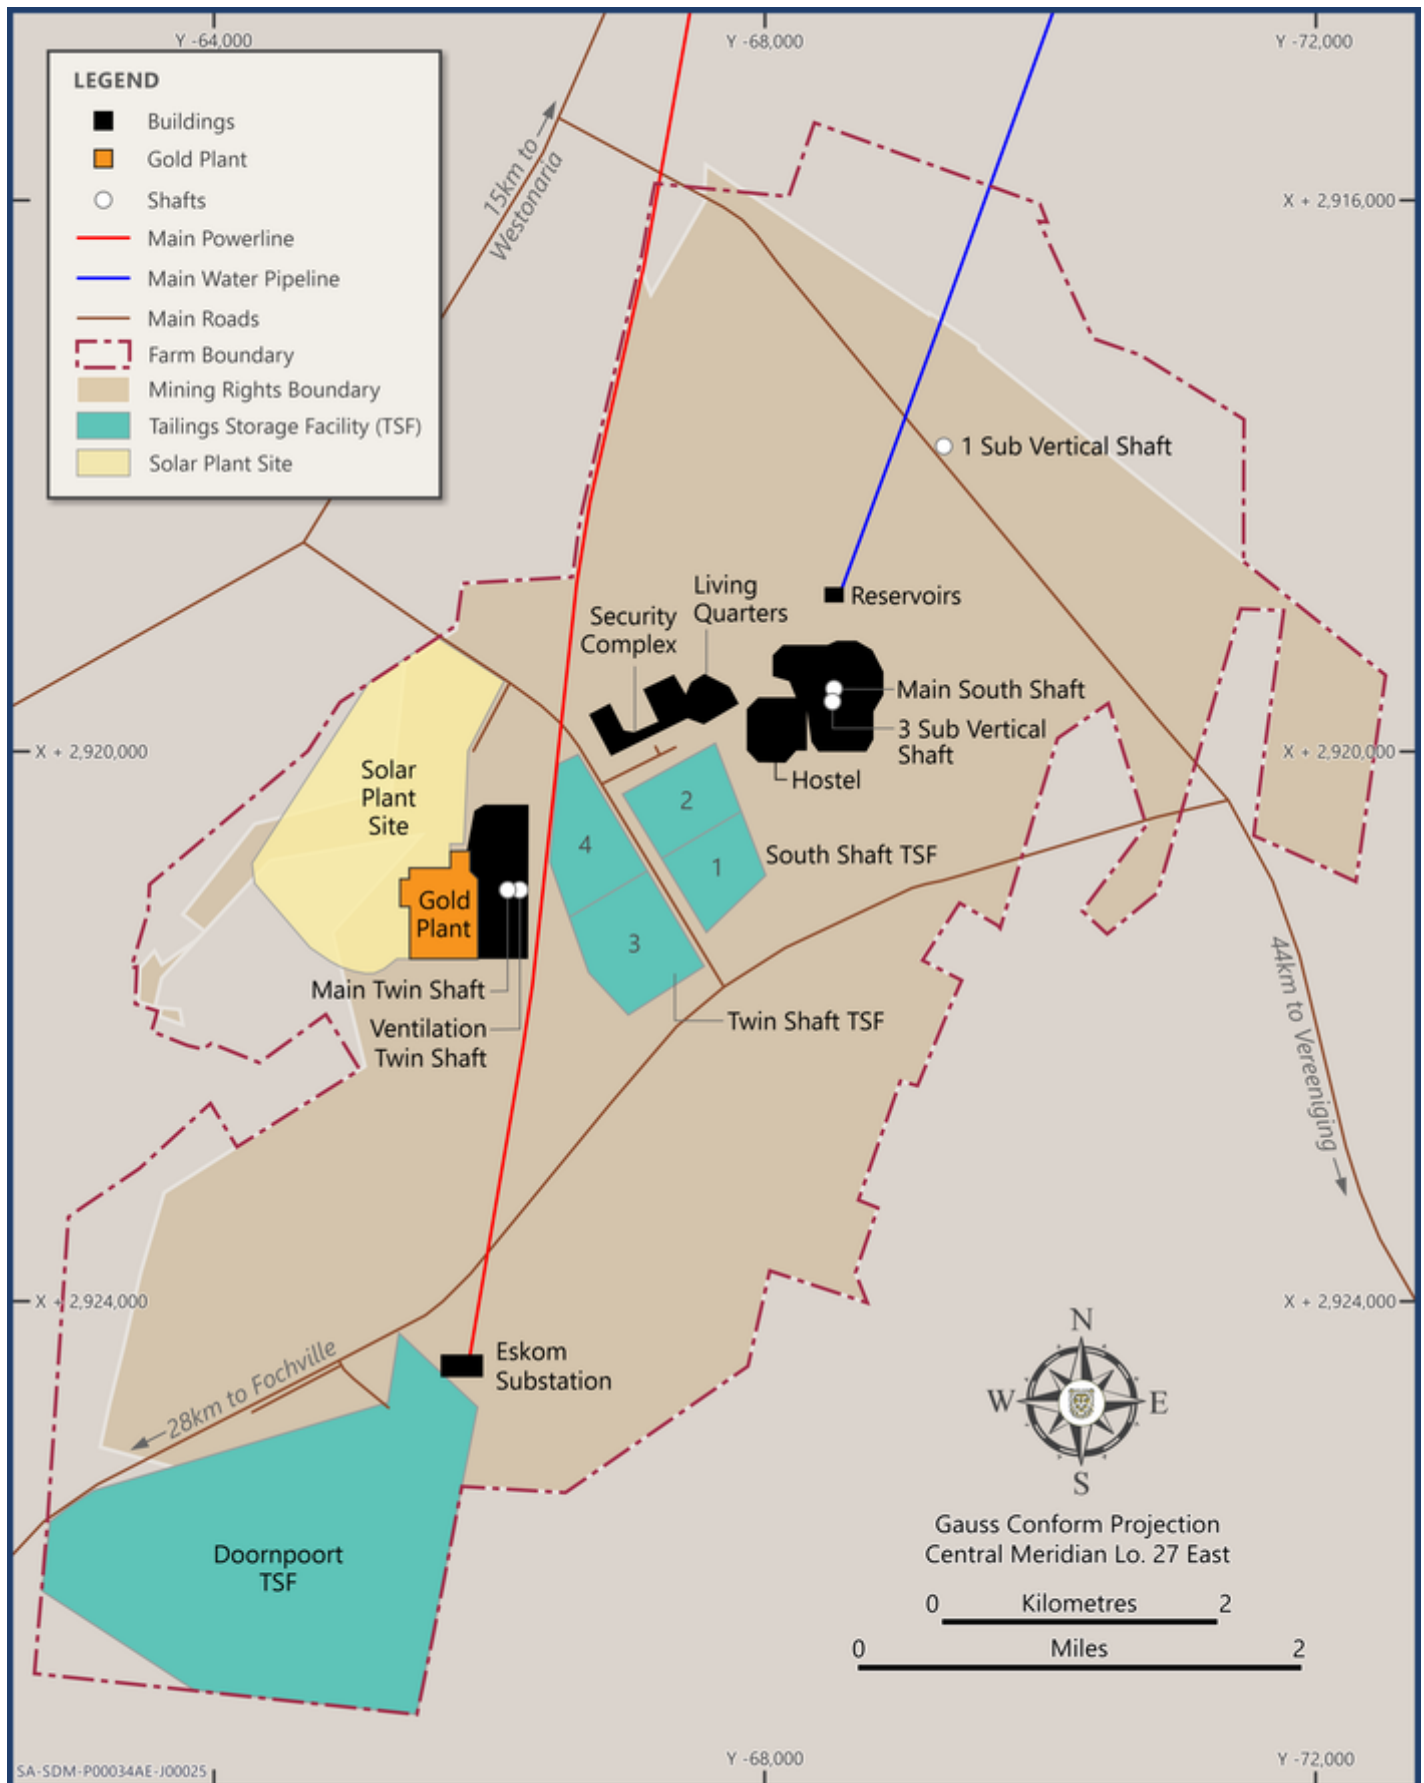 Y -64,000
Y -68,000
Y -72,000
LEGEND
Buildings
Gold Plant
Shafts
Main Powerline
Main Water Pipeline
Main Roads
Farm Boundary
Mining Rights Boundary
Tailings Storage Facility (TSF)
Solar Plant Site
15km to
Westonaria
X + 2,916,000
1 Sub Vertical Shaft
Living
Quarters
Reservoirs
Security
Complex
Main South Shaft
3 Sub Vertical
Shaft
X + 2,920,000
X + 2,920,000
Hostel
Solar
Plant
Site
2
4
1
South Shaft TSF
Gold
Plant
3
Main Twin Shaft
Twin Shaft TSF
Ventilation
Twin Shaft
44km to Vereeniging
X + 2,924,000
X + 2,924,000
Eskom
Substation
28km to Fochville
N
W
E
S
Gauss Conform Projection
Central Meridian Lo. 27 East
Doornpoort
TSF
0 Kilometres 2
0 Miles 2
Y -68,000
Y -72,000
SA-SDM-P00034AE-J00025